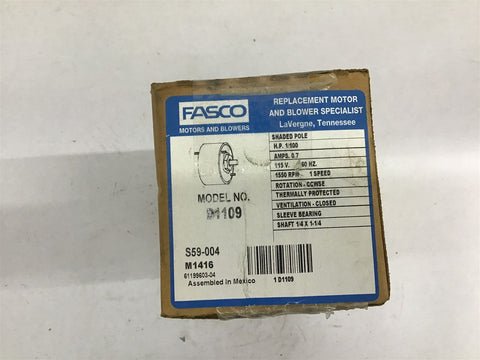 FASCO
MOTORS AND BLOWERS
REPLACEMENT MOTOR
AND BLOWER SPECIALIST
LaVergne, Tennessee
MODEL NO.
D1109
S59-004
M1416
61199603-04
Assembled in Mexico
1 D1109
SHADED POLE
H.P. 1/100
AMPS. 0.7
115 V. 60 HZ.
1550 RPM 1 SPEED
ROTATION - CCWSE
THERMALLY PROTECTED
VENTILATION - CLOSED
SLEEVE BEARING
SHAFT 1/4 X 1-1/4